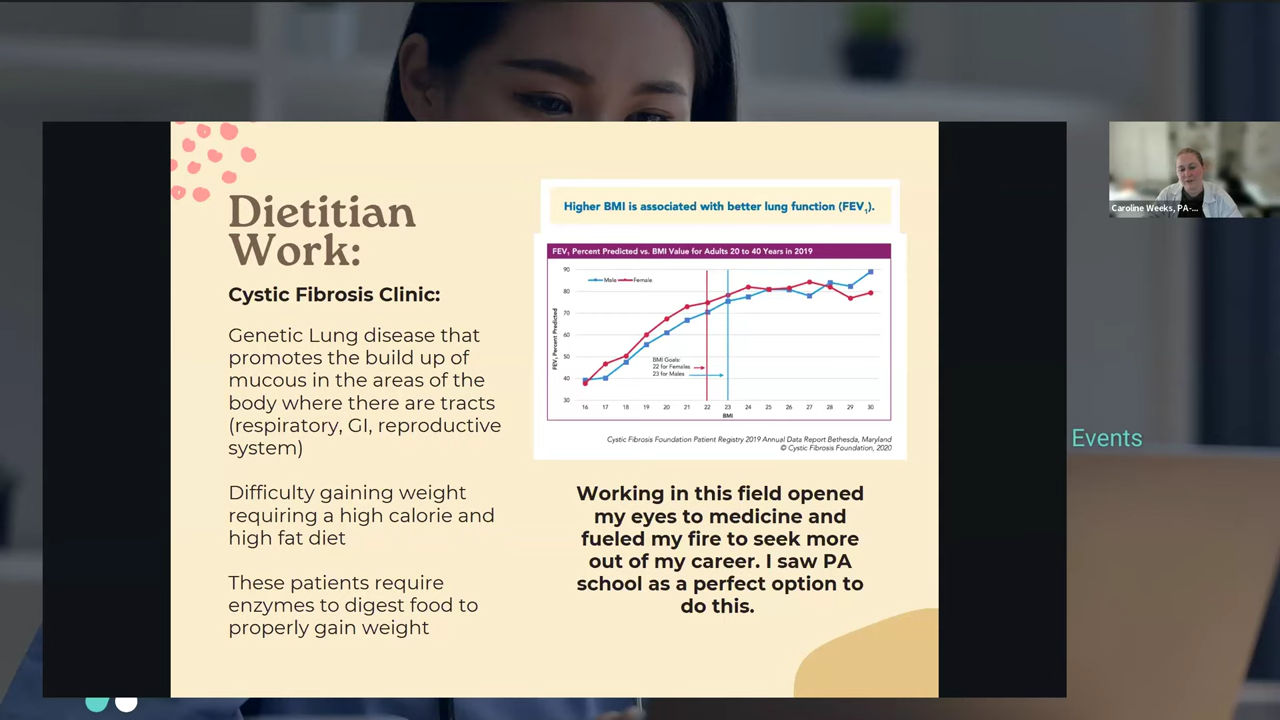 Dietitian
Work:
Cystic Fibrosis Clinic:
Genetic Lung disease that
promotes the build up of
mucous in the areas of the
body where there are tracts
(respiratory, GI, reproductive
system)
Difficulty gaining weight
requiring a high calorie and
high fat diet
These patients require
enzymes to digest food to
properly gain weight
Higher BMI is associated with better lung function (FEV1).
FEV1 Percent Predicted vs. BMI Value for Adults 20 to 40 Years in 2019
Male Female
FEV1 Percent Predicted
90
80
70
60
50
40
30
BMI Goals:
22 for Females
23 for Males
16 17 18 19 20 21 22 23 24 25 26 27 28 29 30
BMI
Cystic Fibrosis Foundation Patient Registry 2019 Annual Data Report Bethesda, Maryland
© Cystic Fibrosis Foundation, 2020
Working in this field opened
my eyes to medicine and
fueled my fire to seek more
out of my career. I saw PA
school as a perfect option to
do this.
Caroline Weeks, PA-...
Events